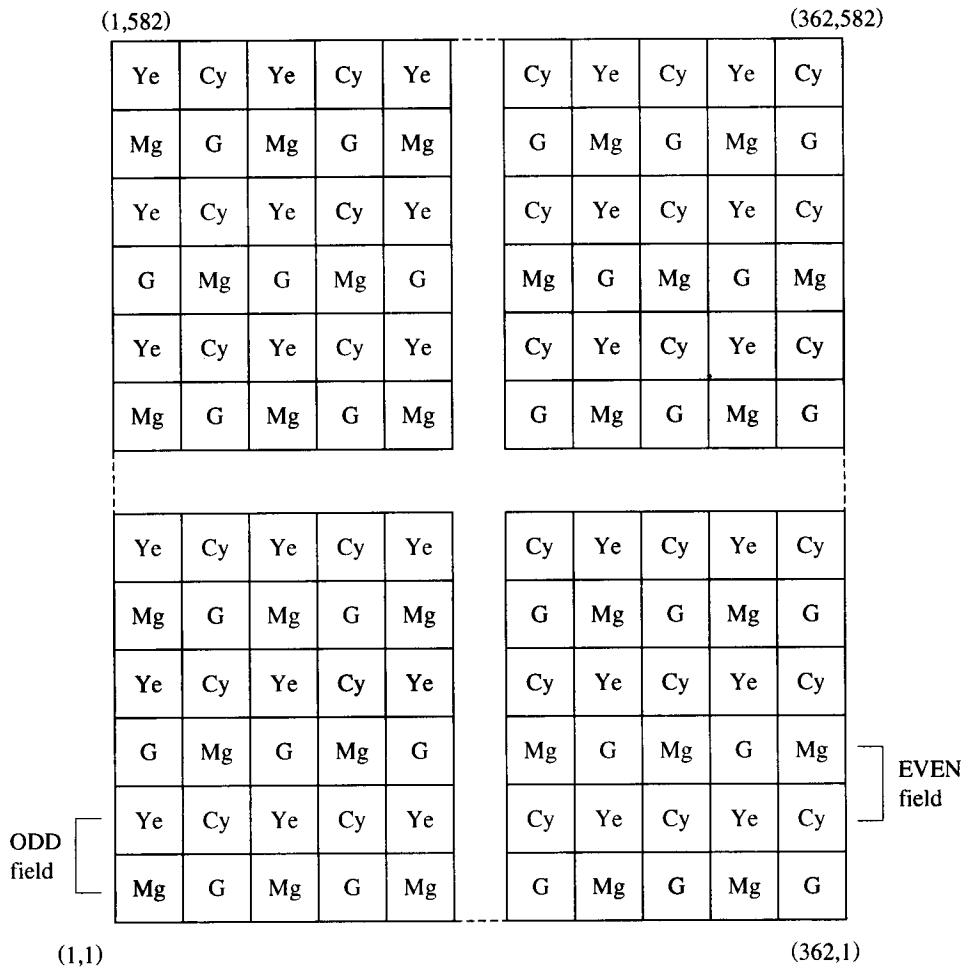 (1,582) (362,582)
Ye Cy Ye Cy Ye Cy Ye Cy Ye Cy
Mg G Mg G Mg G Mg G Mg G
Ye Cy Ye Cy Ye Cy Ye Cy Ye Cy
G Mg G Mg G Mg G Mg G Mg
Ye Cy Ye Cy Ye Cy Ye Cy Ye Cy
Mg G Mg G Mg G Mg G Mg G
Ye Cy Ye Cy Ye Cy Ye Cy Ye Cy
Mg G Mg G Mg G Mg G Mg G
Ye Cy Ye Cy Ye Cy Ye Cy Ye Cy
G Mg G Mg G Mg G Mg G Mg
EVEN
field
Ye Cy Ye Cy Ye Cy Ye Cy Ye Cy
ODD
field
Mg G Mg G Mg G Mg G Mg G
(1,1) (362,1)